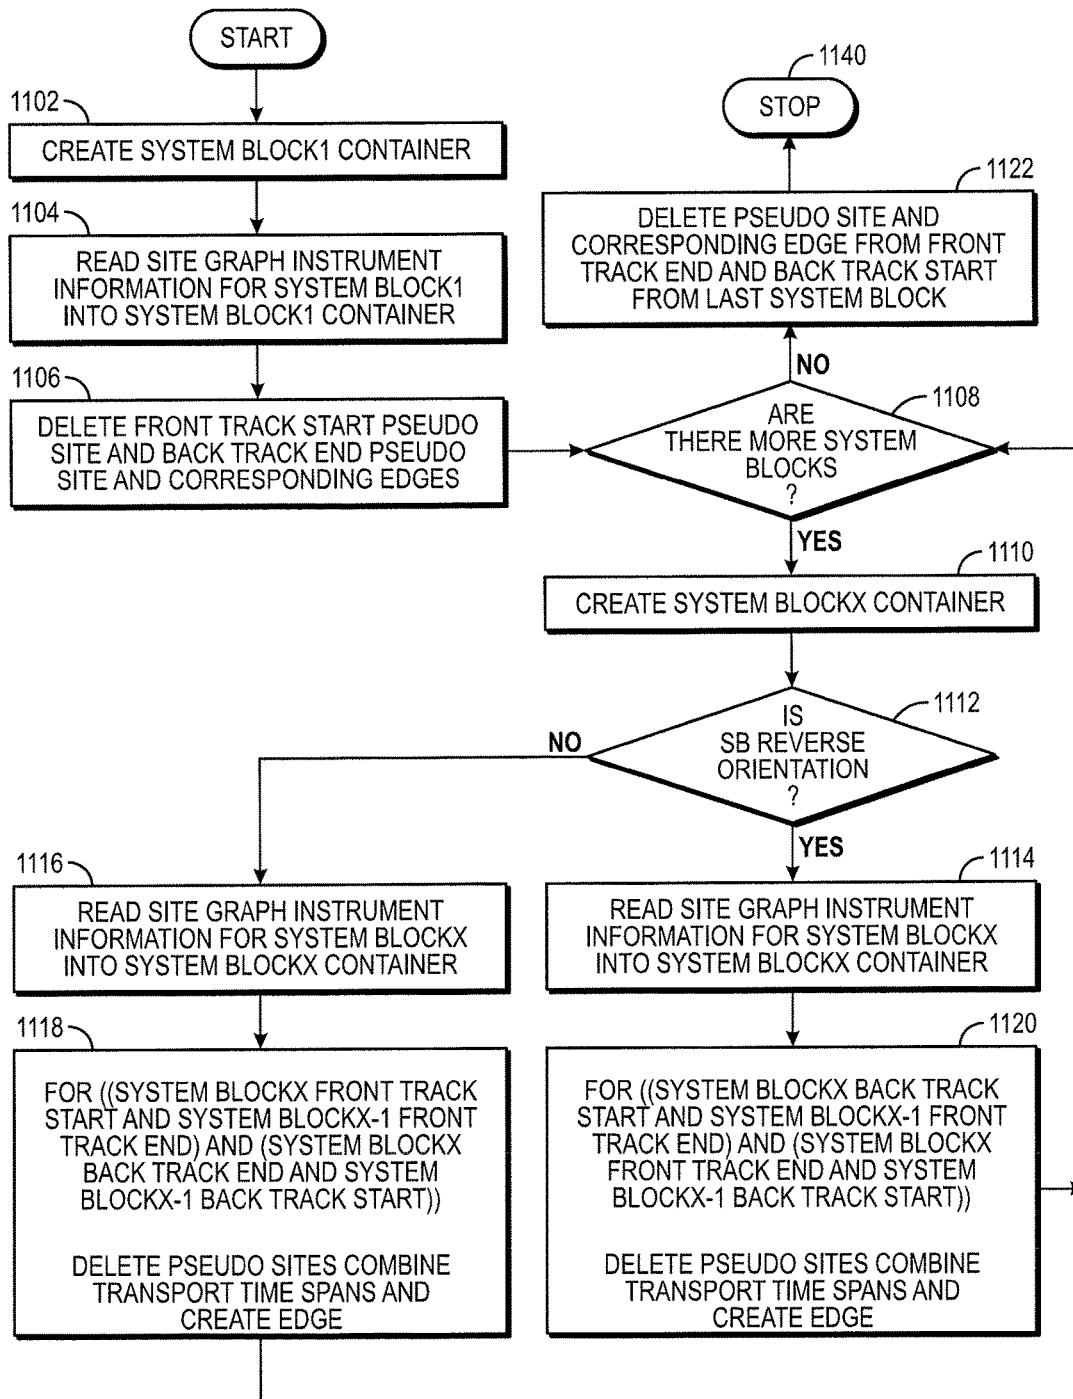 START
1102
CREATE SYSTEM BLOCK1 CONTAINER
1104
READ SITE GRAPH INSTRUMENT
INFORMATION FOR SYSTEM BLOCK1
INTO SYSTEM BLOCK1 CONTAINER
1106
DELETE FRONT TRACK START PSEUDO
SITE AND BACK TRACK END PSEUDO
SITE AND CORRESPONDING EDGES
1140
STOP
1122
DELETE PSEUDO SITE AND
CORRESPONDING EDGE FROM FRONT
TRACK END AND BACK TRACK START
FROM LAST SYSTEM BLOCK
NO
1108
ARE
THERE MORE SYSTEM
BLOCKS
?
YES
1110
CREATE SYSTEM BLOCKX CONTAINER
1112
IS
SB REVERSE
ORIENTATION
?
NO
YES
1116
READ SITE GRAPH INSTRUMENT
INFORMATION FOR SYSTEM BLOCKX
INTO SYSTEM BLOCKX CONTAINER
1114
READ SITE GRAPH INSTRUMENT
INFORMATION FOR SYSTEM BLOCKX
INTO SYSTEM BLOCKX CONTAINER
1118
FOR ((SYSTEM BLOCKX FRONT TRACK
START AND SYSTEM BLOCKX-1 FRONT
TRACK END) AND (SYSTEM BLOCKX
BACK TRACK END AND SYSTEM
BLOCKX-1 BACK TRACK START))
DELETE PSEUDO SITES COMBINE
TRANSPORT TIME SPANS AND
CREATE EDGE
1120
FOR ((SYSTEM BLOCKX BACK TRACK
START AND SYSTEM BLOCKX-1 FRONT
TRACK END) AND (SYSTEM BLOCKX
FRONT TRACK END AND SYSTEM
BLOCKX-1 BACK TRACK START))
DELETE PSEUDO SITES COMBINE
TRANSPORT TIME SPANS AND
CREATE EDGE